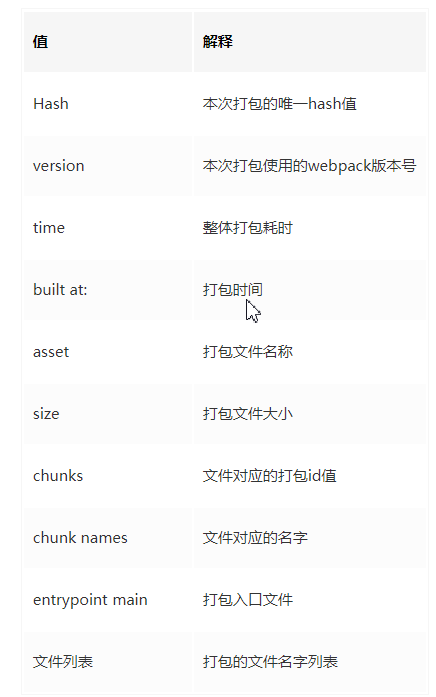 值 解释
Hash 本次打包的唯一hash值
version 本次打包使用的webpack版本号
time 整体打包耗时
built at: 打包时间
asset 打包文件名称
size 打包文件大小
chunks 文件对应的打包id值
chunk names 文件对应的名字
entrypoint main 打包入口文件
文件列表 打包的文件名字列表